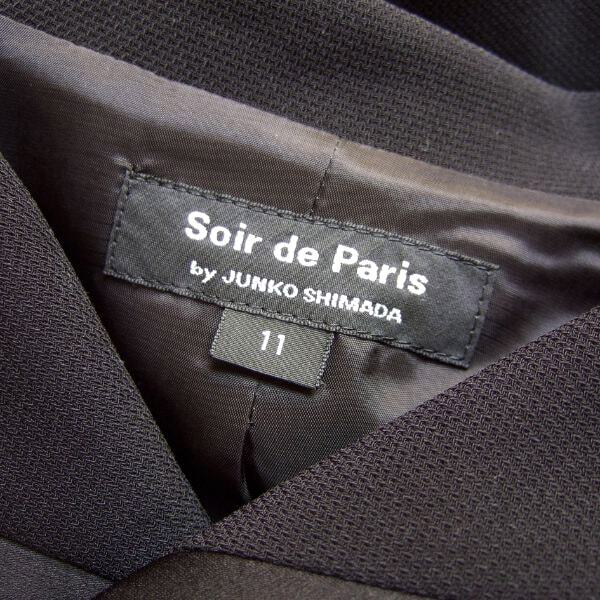 Soir de Paris
by JUNKO SHIMADA
11